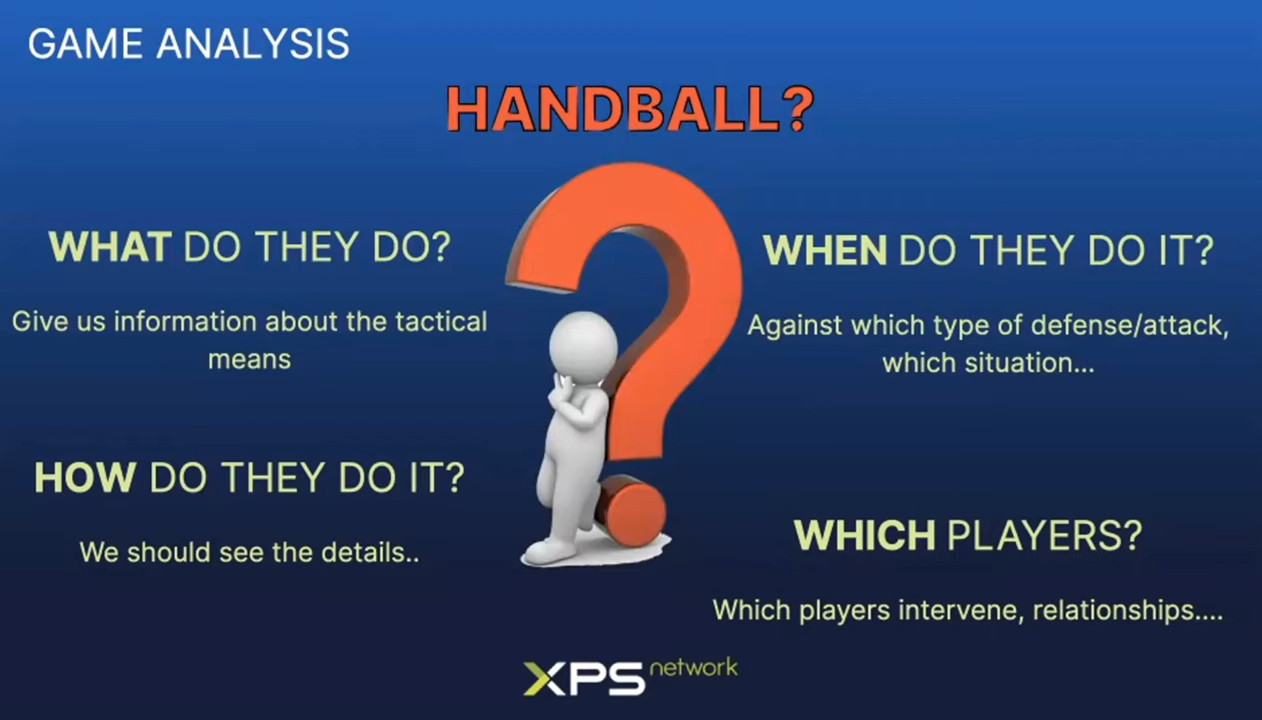 GAME ANALYSIS
HANDBALL?
WHAT DO THEY DO?
Give us information about the tactical
means
WHEN DO THEY DO IT?
Against which type of defense/attack,
which situation...
HOW DO THEY DO IT?
We should see the details..
WHICH PLAYERS?
Which players intervene, relationships....
XPS network